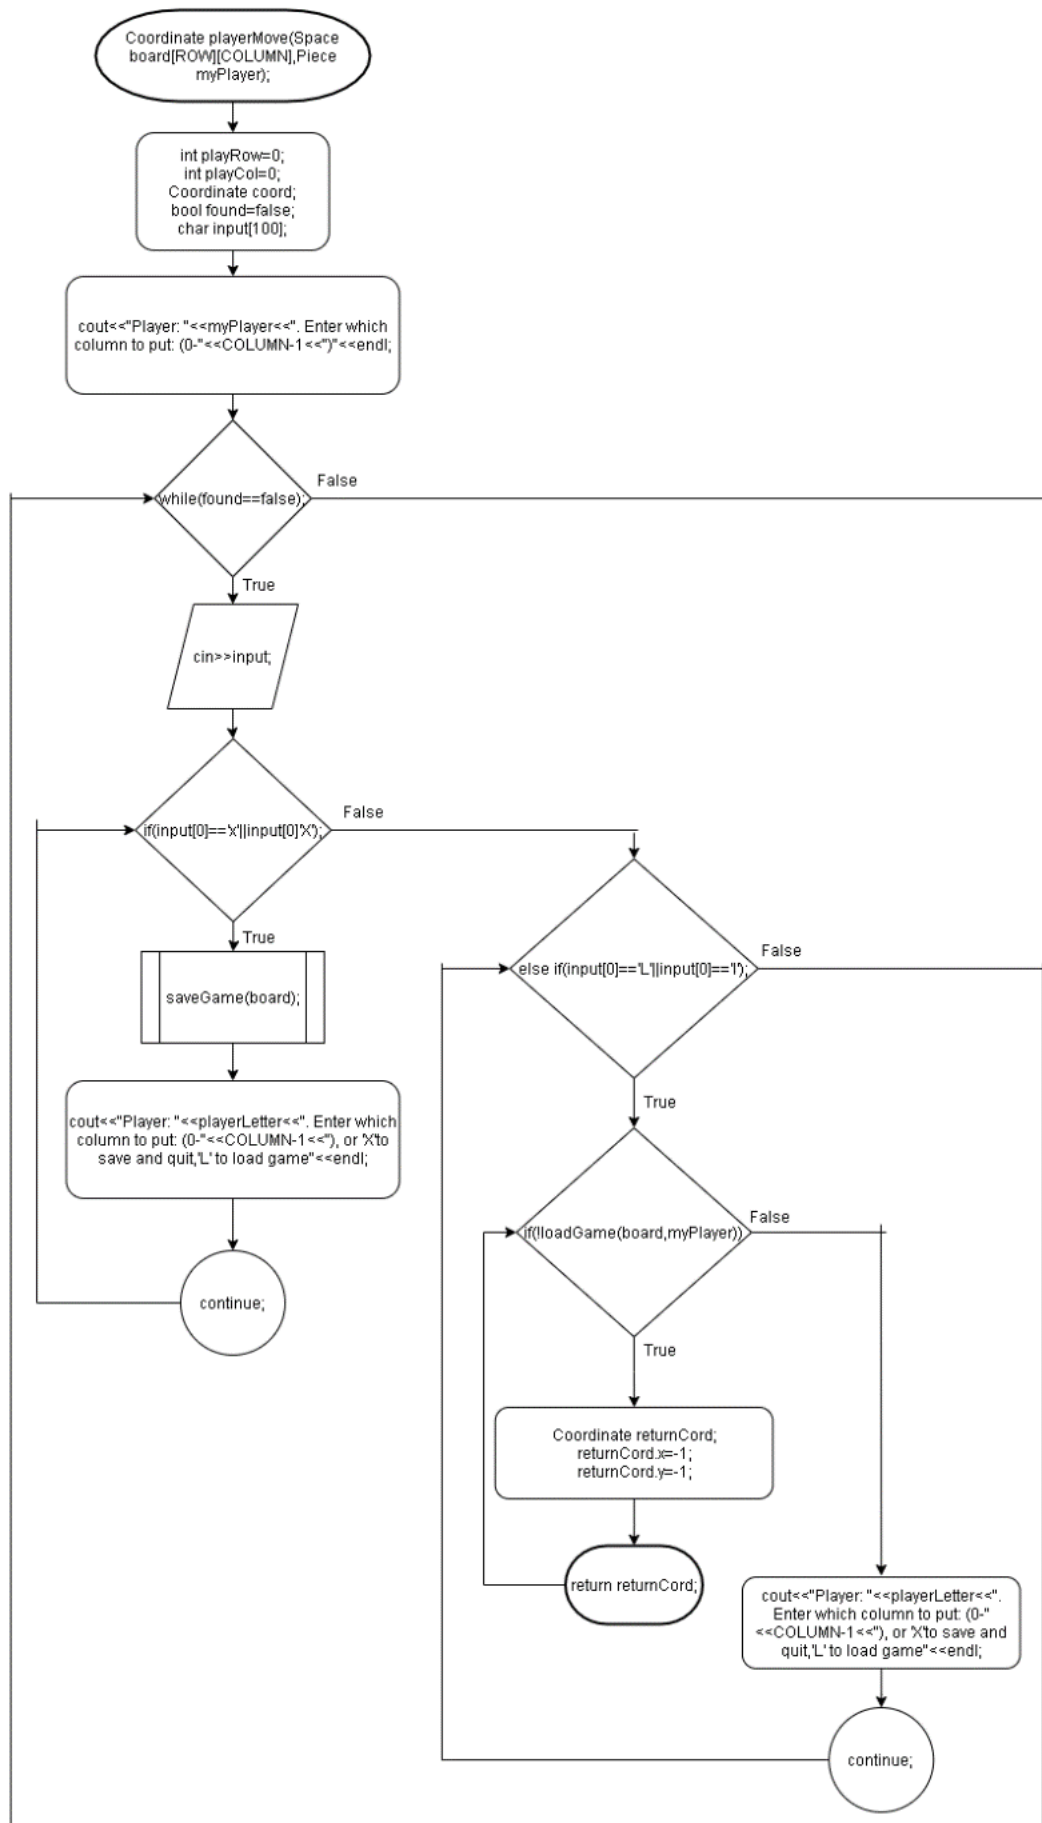 Coordinate playerMove(Space
board[ROW][COLUMN],Piece
myPlayer);
int playRow=0;
int playCol=0;
Coordinate coord;
bool found=false;
char input[100];
cout<<"Player: "<<myPlayer<<". Enter which
column to put: (0-"<<COLUMN-1<<")"<<endl;
while(found==false);
False
True
cin>>input;
if(input[0]=='x'||input[0]'X');
False
True
saveGame(board);
cout<<"Player: "<<playerLetter<<". Enter which
column to put: (0-"<<COLUMN-1<<"), or 'X'to
save and quit,'L' to load game"<<endl;
continue;
else if(input[0]=='L'||input[0]=='l');
False
True
if(!loadGame(board,myPlayer))
False
True
Coordinate returnCord;
returnCord.x=-1;
returnCord.y=-1;
return returnCord;
cout<<"Player: "<<playerLetter<<".
Enter which column to put: (0-"
<<COLUMN-1<<"), or 'X'to save and
quit,'L' to load game"<<endl;
continue;